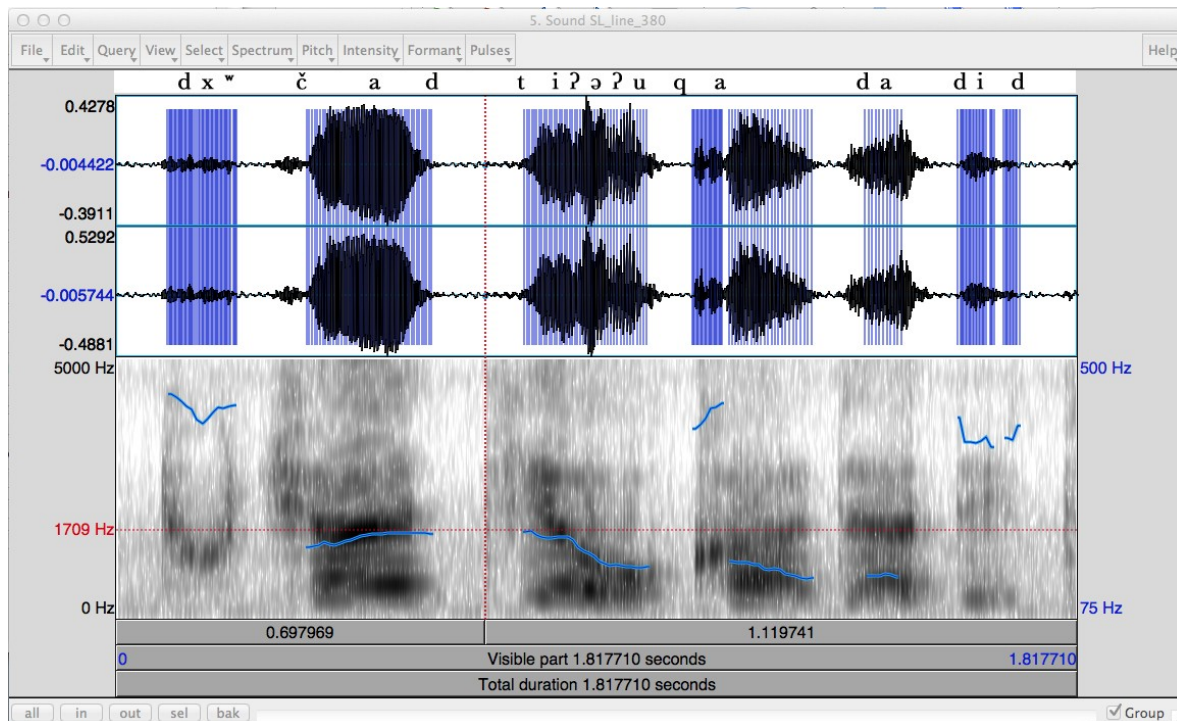 5. Sound SL_line_380
File Edit Query View Select Spectrum Pitch Intensity Formant Pulses Help
d x ʷ č a d t i ʔ ə ʔ u q a d a d i d
0.4278
-0.004422
-0.3911
0.5292
-0.005744
-0.4881
5000 Hz 500 Hz
1709 Hz
0 Hz 75 Hz
0.697969 1.119741
0 Visible part 1.817710 seconds 1.817710
Total duration 1.817710 seconds
all in out sel bak Group